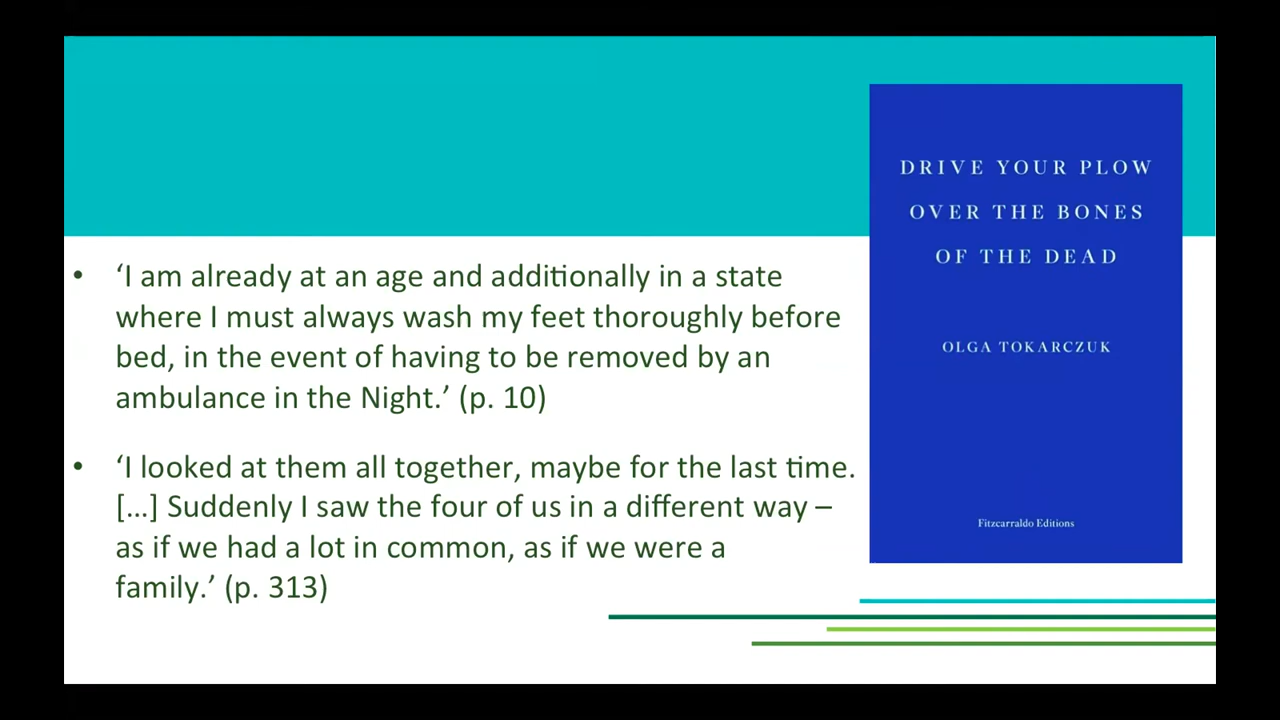 • ‘I am already at an age and additionally in a state
where I must always wash my feet thoroughly before
bed, in the event of having to be removed by an
ambulance in the Night.’ (p. 10)
• ‘I looked at them all together, maybe for the last time.
[…] Suddenly I saw the four of us in a different way –
as if we had a lot in common, as if we were a
family.’ (p. 313)
DRIVE YOUR PLOW
OVER THE BONES
OF THE DEAD
OLGA TOKARCZUK
Fitzcarraldo Editions